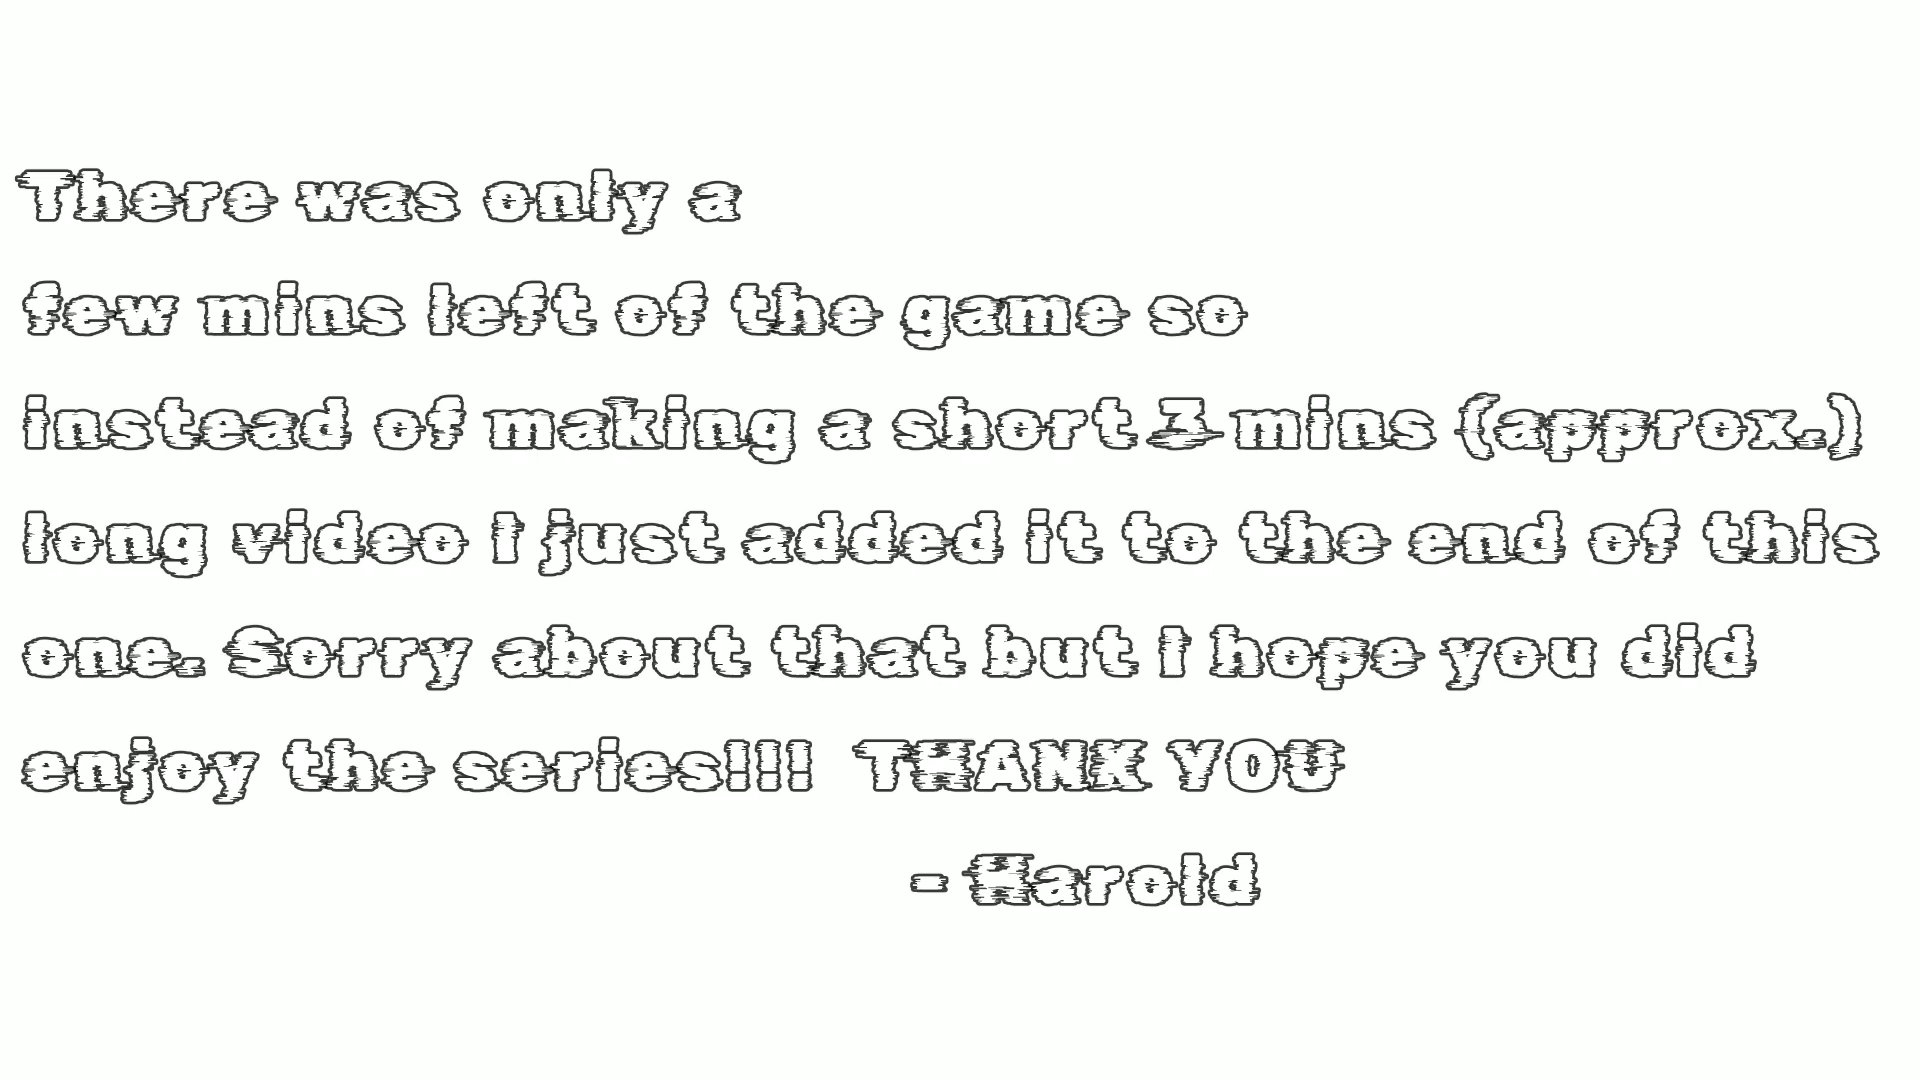 There was only a
few mins left of the game so
instead of making a short 3 mins (approx.)
long video I just added it to the end of this
one. Sorry about that but I hope you did
enjoy the series!!! THANK YOU
- Harold